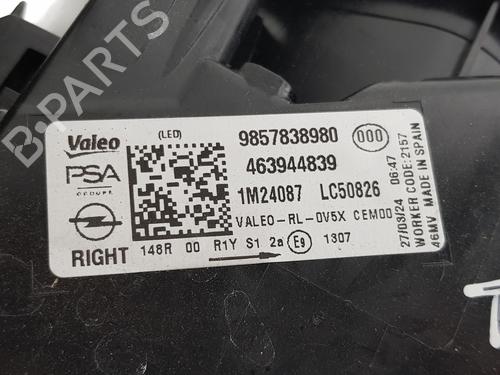 Valeo
(LED)
9857838980
000
PSA
GROUPE
463944839
1M24087 LC50826
VALEO-RL-0V5X CEM00
RIGHT
148R 00 R1Y S1 2a E9 1307
27/03/24 06:47
WORKER CODE:2157
46MV MADE IN SPAIN
B-PARTS